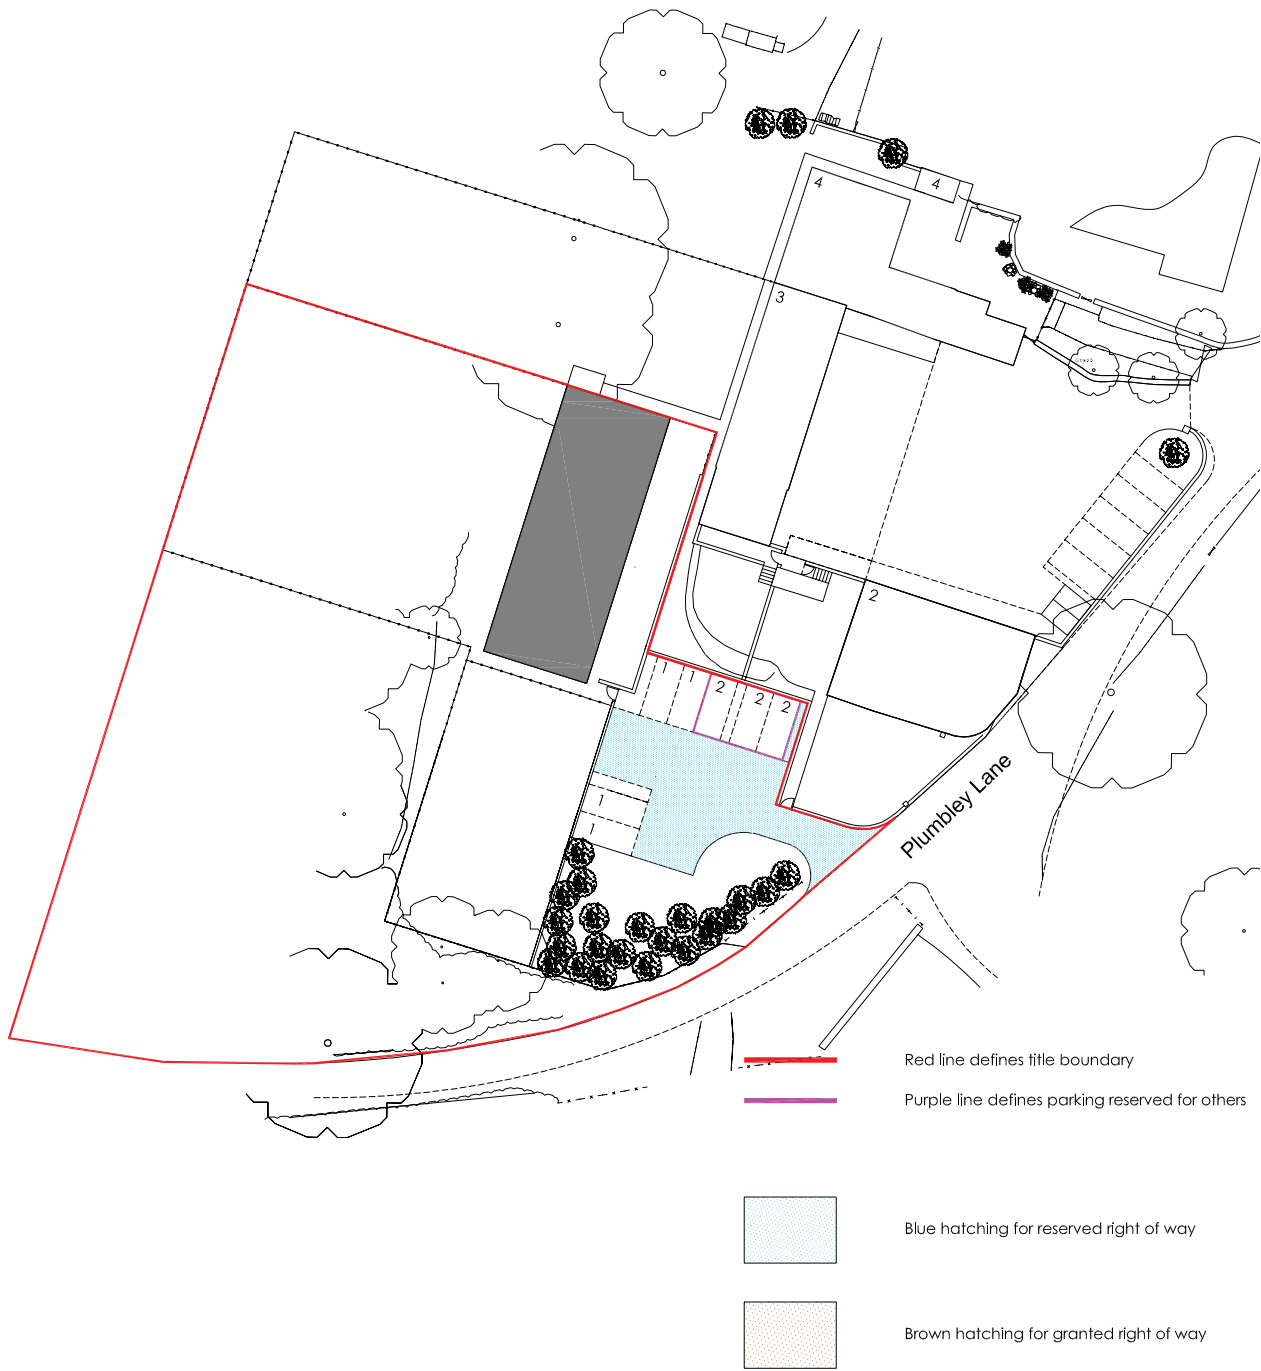 4
4
3
2
1
1
2
2
2
1
1
Plumbley Lane
Red line defines title boundary
Purple line defines parking reserved for others
Blue hatching for reserved right of way
Brown hatching for granted right of way